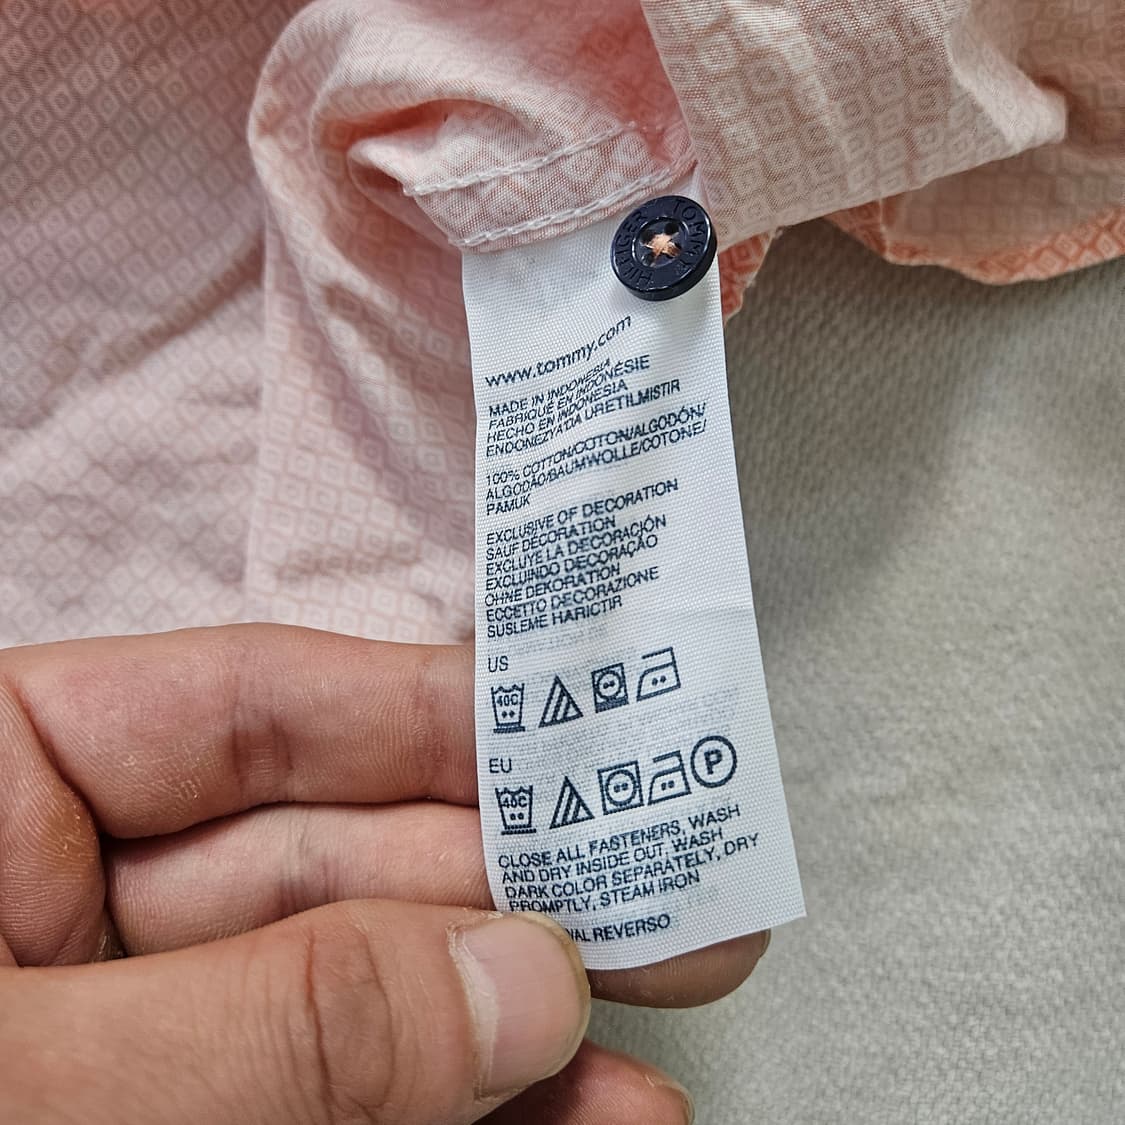 TOMMY HILFIGER
www.tommy.com
MADE IN INDONESIA
FABRIQUÉ EN INDONÉSIE
HECHO EN INDONESIA
ENDONEZYA'DA URETILMISTIR
100% COTTON/COTON/ALGODÓN/
ALGODÃO/BAUMWOLLE/COTONE/
PAMUK
EXCLUSIVE OF DECORATION
SAUF DÉCORATION
EXCLUYE LA DECORACIÓN
EXCLUINDO DECORAÇÃO
OHNE DEKORATION
ECCETTO DECORAZIONE
SUSLEME HARICTIR
US
40C
EU
40C P
CLOSE ALL FASTENERS, WASH
AND DRY INSIDE OUT, WASH
DARK COLOR SEPARATELY, DRY
PROMPTLY, STEAM IRON
REVERSO